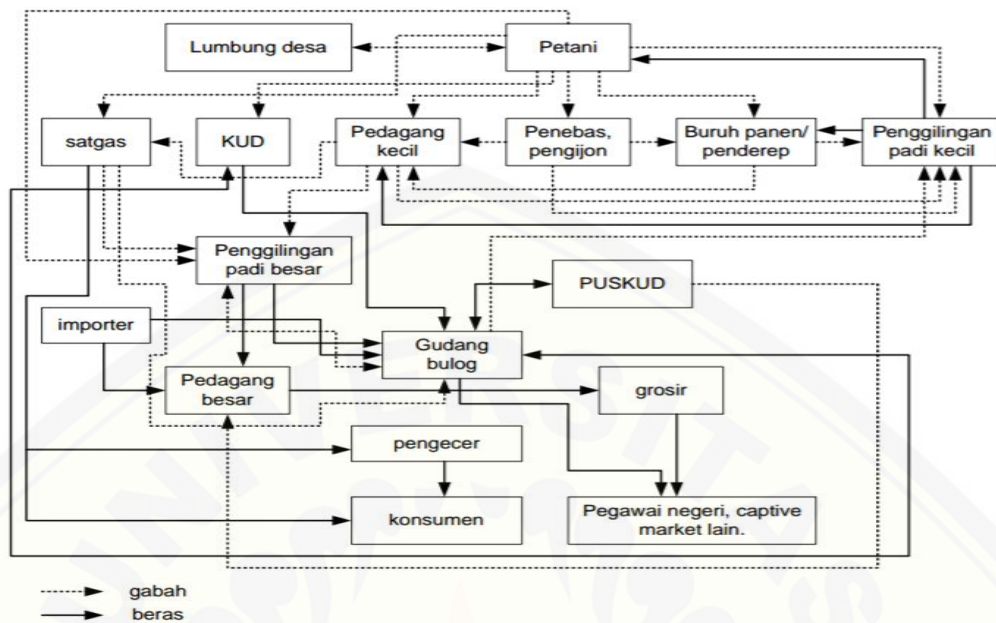 Lumbung desa
Petani
satgas
KUD
Pedagang
kecil
Penebas,
pengijon
Buruh panen/
penderep
Penggilingan
padi kecil
Penggilingan
padi besar
PUSKUD
importer
Gudang
bulog
Pedagang
besar
grosir
pengecer
konsumen
Pegawai negeri, captive
market lain.
gabah
beras
UNIVERSITAS